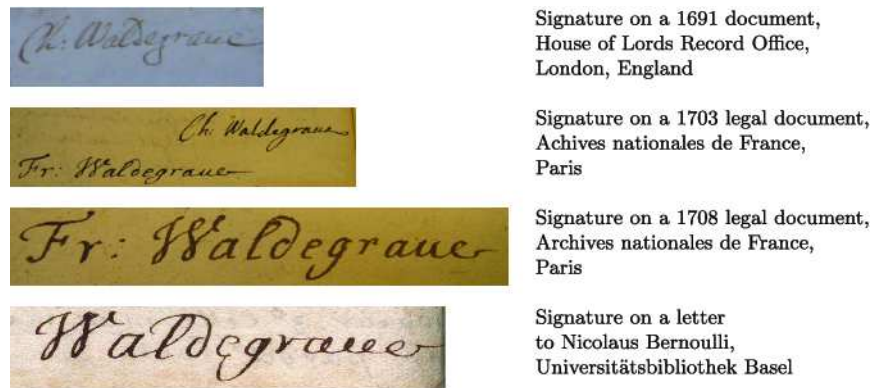 Ch: Waldegraue
Signature on a 1691 document,
House of Lords Record Office,
London, England
Ch: Waldegraue
Fr: Waldegraue
Signature on a 1703 legal document,
Achives nationales de France,
Paris
Fr: Waldegraue
Signature on a 1708 legal document,
Archives nationales de France,
Paris
Waldegraue
Signature on a letter
to Nicolaus Bernoulli,
Universitätsbibliothek Basel